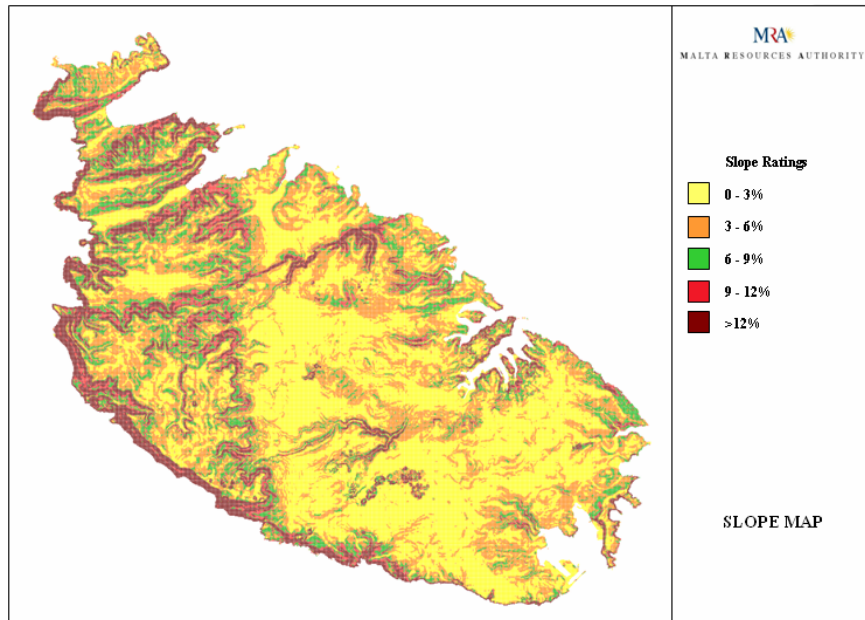 MRA
MALTA RESOURCES AUTHORITY
Slope Ratings
0 - 3%
3 - 6%
6 - 9%
9 - 12%
>12%
SLOPE MAP